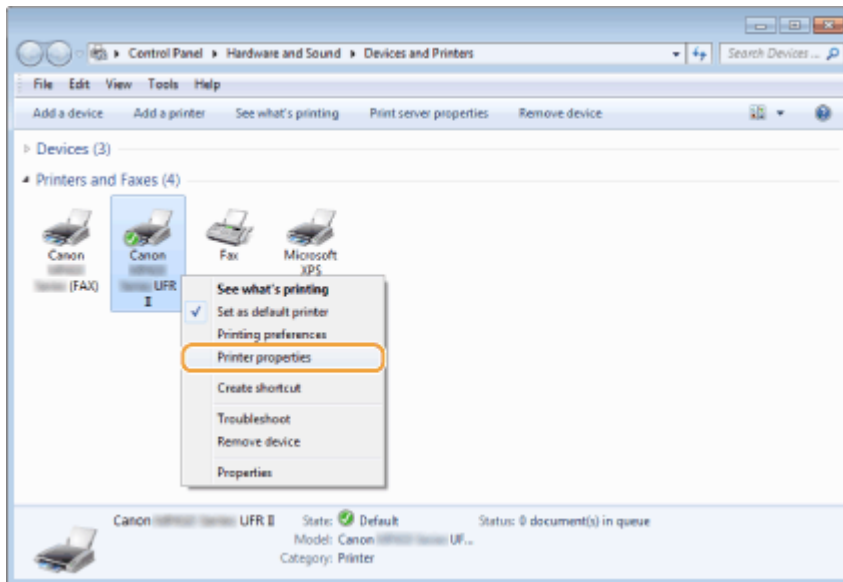 Control Panel ▸ Hardware and Sound ▸ Devices and Printers
Search Devices ...
File Edit View Tools Help
Add a device Add a printer See what's printing Print server properties Remove device
Devices (3)
Printers and Faxes (4)
Canon
(FAX)
Canon
UFR
II
Fax
Microsoft
XPS
See what's printing
Set as default printer
Printing preferences
Printer properties
Create shortcut
Troubleshoot
Remove device
Properties
Canon UFR II State: Default Status: 0 document(s) in queue
Model: Canon UF...
Category: Printer